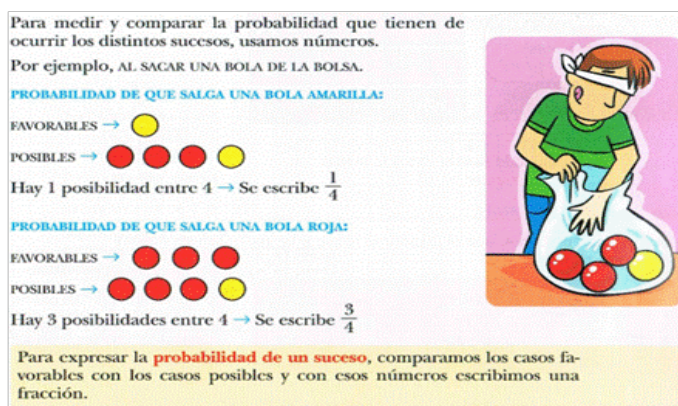 Para medir y comparar la probabilidad que tienen de
ocurrir los distintos sucesos, usamos números.
Por ejemplo, AL SACAR UNA BOLA DE LA BOLSA.
PROBABILIDAD DE QUE SALGA UNA BOLA AMARILLA:
FAVORABLES →
POSIBLES →
Hay 1 posibilidad entre 4 → Se escribe 1/4
PROBABILIDAD DE QUE SALGA UNA BOLA ROJA:
FAVORABLES →
POSIBLES →
Hay 3 posibilidades entre 4 → Se escribe 3/4
Para expresar la probabilidad de un suceso, comparamos los casos fa-
vorables con los casos posibles y con esos números escribimos una
fracción.